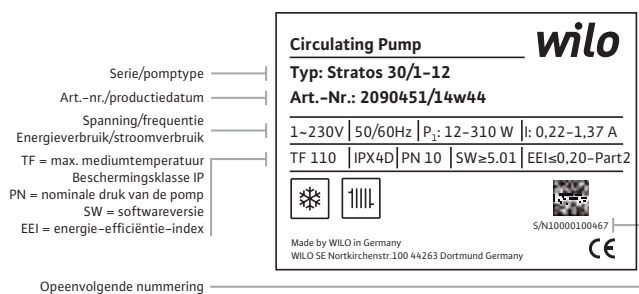 Circulating Pump
wilo
Serie/pomptype
Typ: Stratos 30/1-12
Art.-nr./productiedatum
Art.-Nr.: 2090451/14w44
Spanning/frequentie
Energieverbruik/stroomverbruik
1~230V 50/60Hz P1: 12-310 W I: 0,22-1,37 A
TF = max. mediumtemperatuur
Beschermingsklasse IP
PN = nominale druk van de pomp
SW = softwareversie
EEI = energie-efficiëntie-index
TF 110 IPX4D PN 10 SW≥5.01 EEI≤0,20-Part2
S/N10000100467
Made by WILO in Germany
WILO SE Nortkirchenstr.100 44263 Dortmund Germany
CE
Opeenvolgende nummering